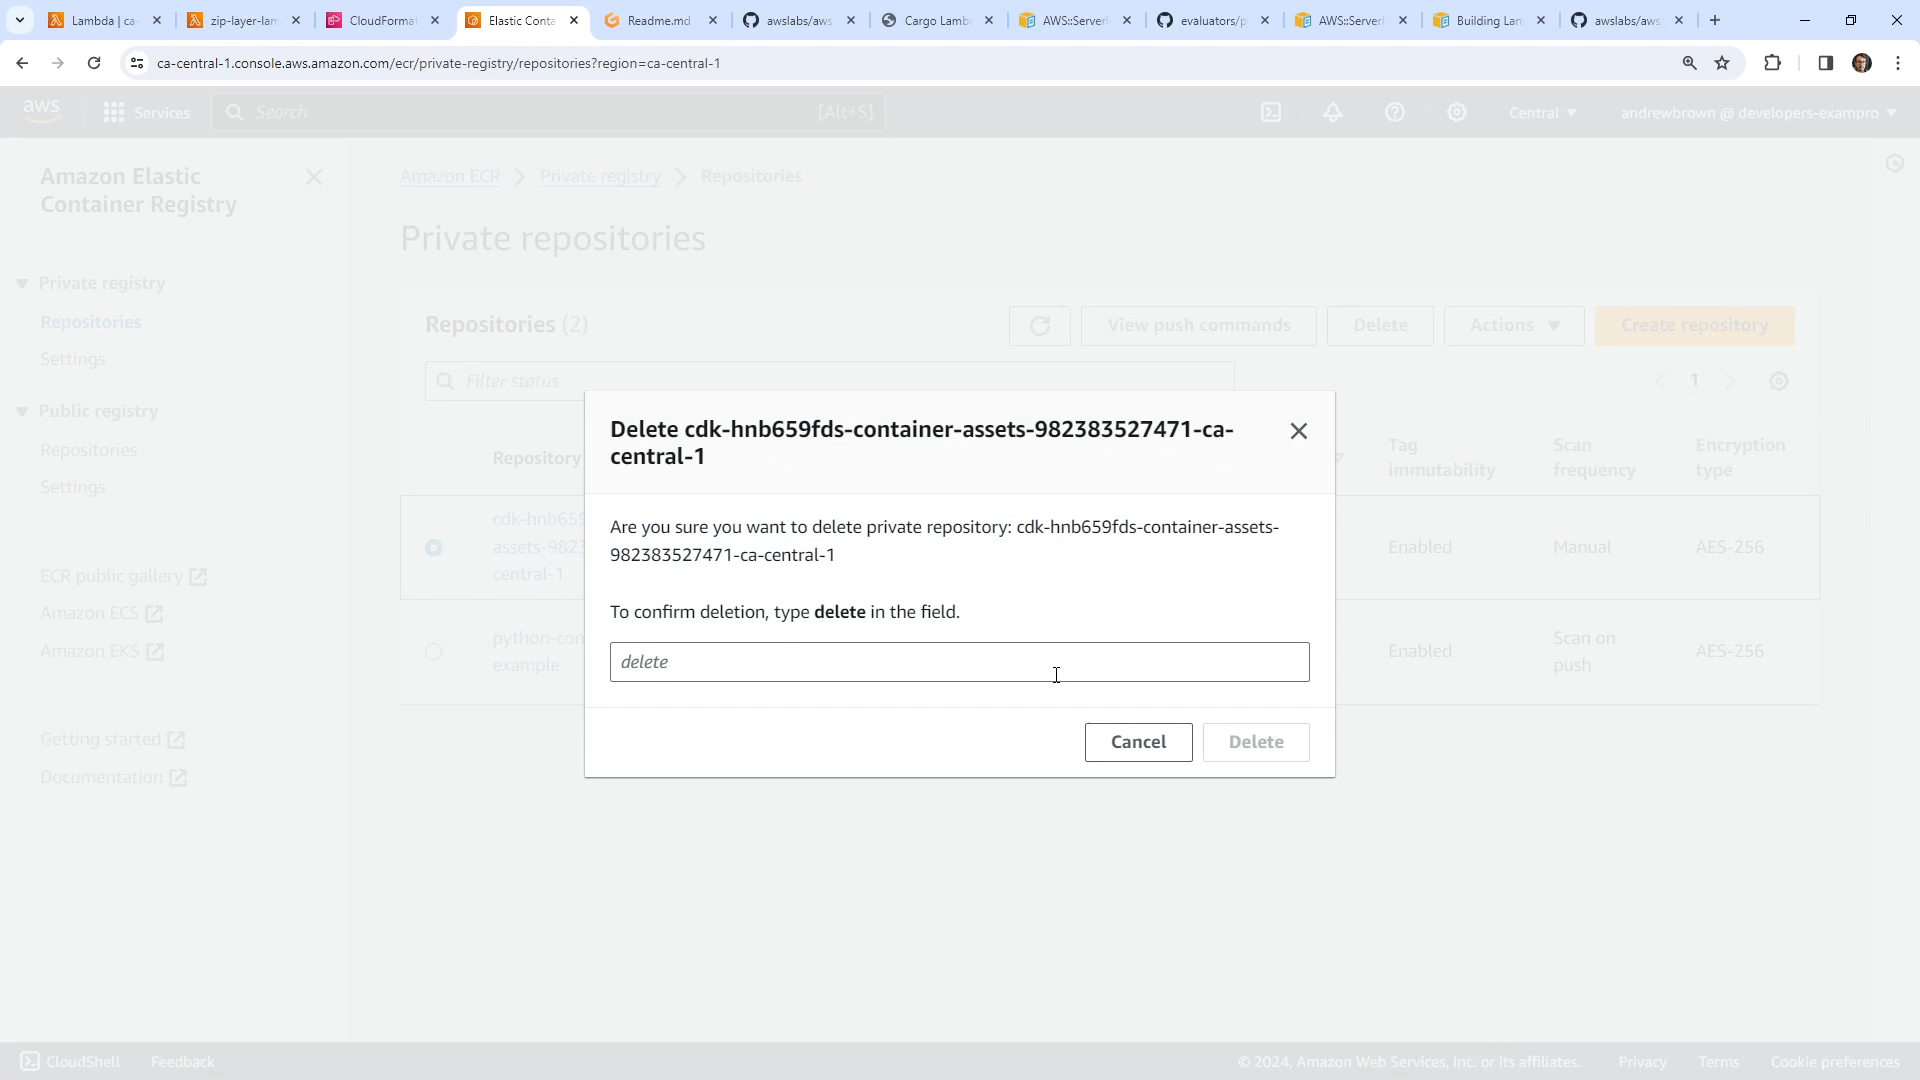 Lambda | ca-
zip-layer-lam
CloudFormat
Elastic Conta
Readme.md
awslabs/aws
Cargo Lamb
AWS::Serverl
evaluators/p
AWS::Serverl
Building Lam
awslabs/aws
ca-central-1.console.aws.amazon.com/ecr/private-registry/repositories?region=ca-central-1
aws
Services
Search
[Alt+S]
Central
andrewbrown @ developers-exampro
Amazon Elastic
Container Registry
Private registry
Repositories
Settings
Public registry
Repositories
Settings
ECR public gallery
Amazon ECS
Amazon EKS
Getting started
Documentation
Amazon ECR
Private registry
Repositories
Private repositories
Repositories (2)
View push commands
Delete
Actions
Create repository
Filter status
1
Repository
Tag
immutability
Scan
frequency
Encryption
type
cdk-hnb659
assets-9823
central-1
Enabled
Manual
AES-256
python-con
example
Enabled
Scan on
push
AES-256
Delete cdk-hnb659fds-container-assets-982383527471-ca-
central-1
Are you sure you want to delete private repository: cdk-hnb659fds-container-assets-
982383527471-ca-central-1
To confirm deletion, type delete in the field.
delete
Cancel
Delete
CloudShell
Feedback
© 2024, Amazon Web Services, Inc. or its affiliates.
Privacy
Terms
Cookie preferences